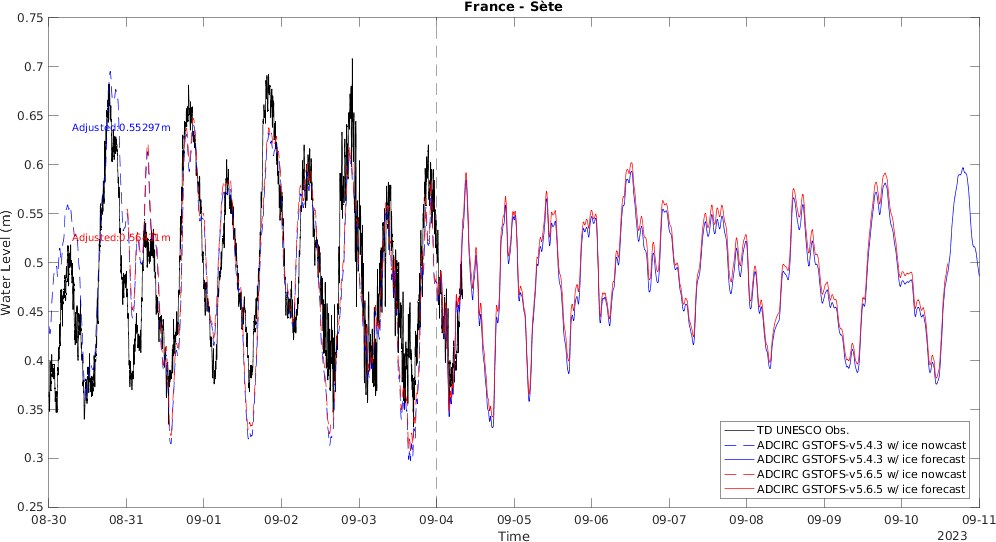 France - Sète
Water Level (m)
0.75
0.7
0.65
0.6
0.55
0.5
0.45
0.4
0.35
0.3
0.25
Adjusted:0.55297m
TD UNESCO Obs.
ADCIRC GSTOFS-v5.4.3 w/ ice nowcast
ADCIRC GSTOFS-v5.4.3 w/ ice forecast
ADCIRC GSTOFS-v5.6.5 w/ ice nowcast
ADCIRC GSTOFS-v5.6.5 w/ ice forecast
08-30 08-31 09-01 09-02 09-03 09-04 09-05 09-06 09-07 09-08 09-09 09-10 09-11
Time
2023